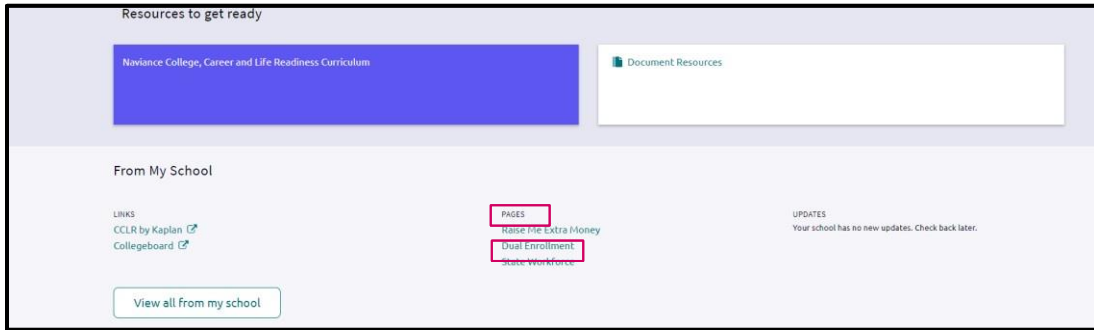 Resources to get ready
Naviance College, Career and Life Readiness Curriculum
Document Resources
From My School
LINKS
CCLR by Kaplan
Collegeboard
PAGES
Raise Me Extra Money
Dual Enrollment
State Workforce
UPDATES
Your school has no new updates. Check back later.
View all from my school